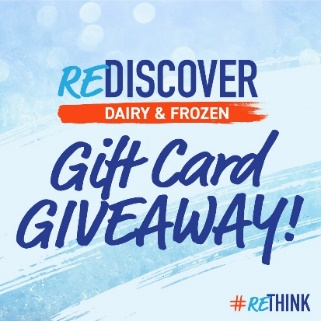 REDISCOVER
DAIRY & FROZEN
Gift Card
GIVEAWAY!
#RETHINK